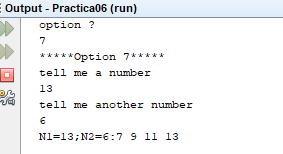 Output - Practica06 (run)
option ?
7
*****Option 7*****
tell me a number
13
tell me another number
6
N1=13;N2=6:7 9 11 13